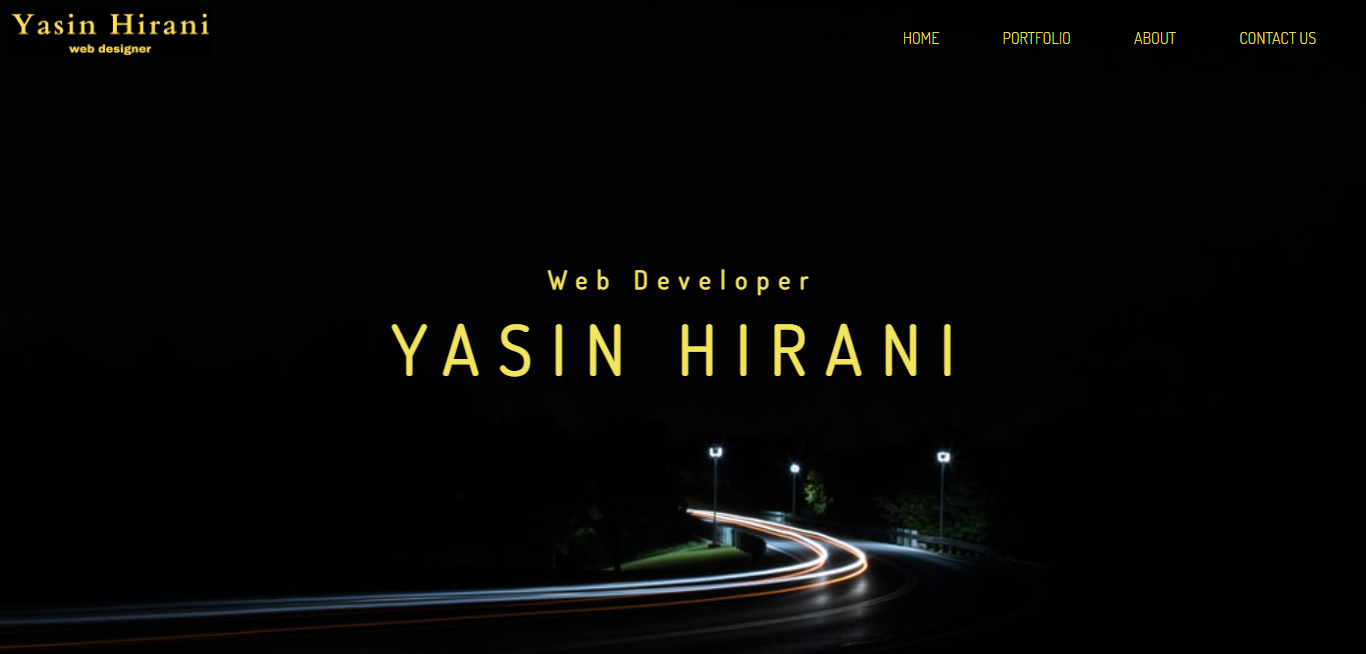 Yasin Hirani
web designer
HOME PORTFOLIO ABOUT CONTACT US
Web Developer
YASIN HIRANI